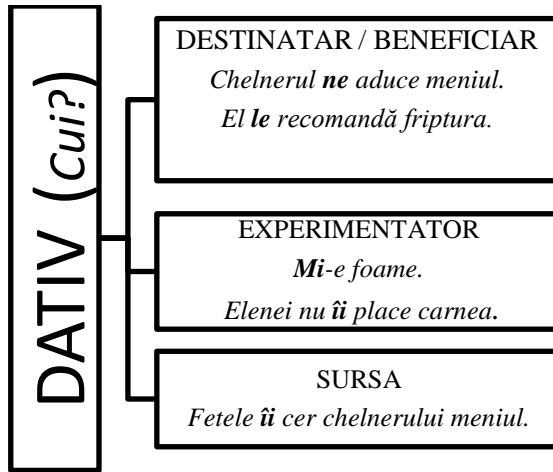 DATIV (Cui?)
DESTINATAR / BENEFICIAR
Chelnerul ne aduce meniul.
El le recomandă friptura.
EXPERIMENTATOR
Mi-e foame.
Elenei nu îi place carnea.
SURSA
Fetele îi cer chelnerului meniul.